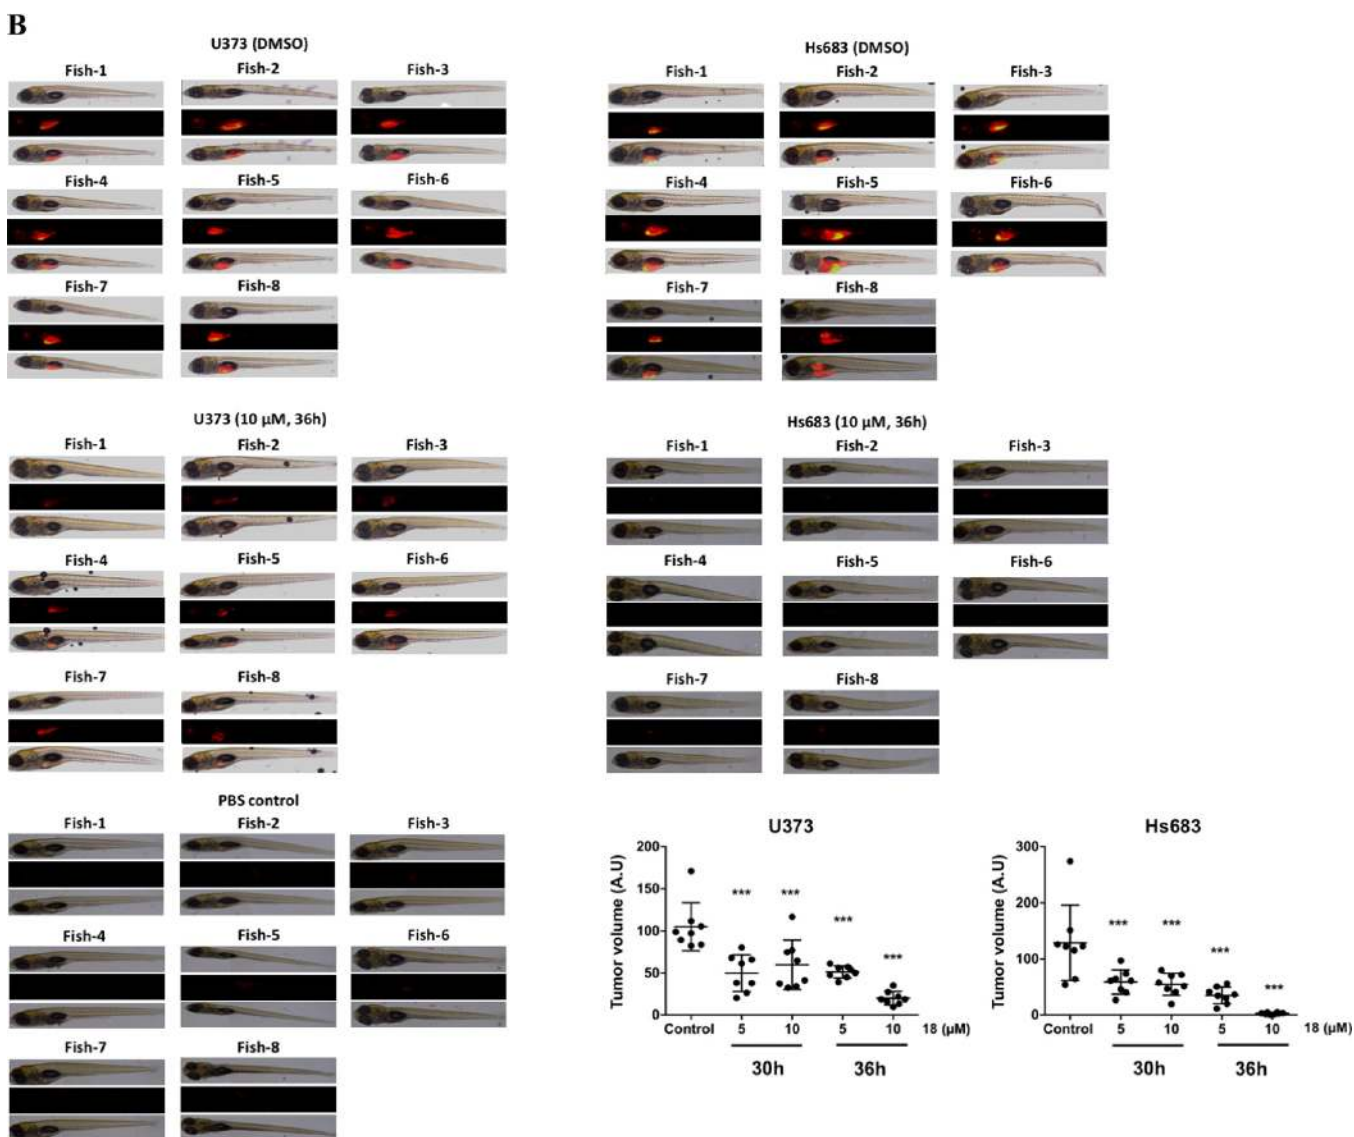 B
U373 (DMSO)
Fish-1 Fish-2 Fish-3
Fish-4 Fish-5 Fish-6
Fish-7 Fish-8
Hs683 (DMSO)
Fish-1 Fish-2 Fish-3
Fish-4 Fish-5 Fish-6
Fish-7 Fish-8
U373 (10 µM, 36h)
Fish-1 Fish-2 Fish-3
Fish-4 Fish-5 Fish-6
Fish-7 Fish-8
Hs683 (10 µM, 36h)
Fish-1 Fish-2 Fish-3
Fish-4 Fish-5 Fish-6
Fish-7 Fish-8
PBS control
Fish-1 Fish-2 Fish-3
Fish-4 Fish-5 Fish-6
Fish-7 Fish-8
U373
Tumor volume (A.U)
200
150
100
50
0
*** *** *** ***
Control 5 10 5 10 18 (µM)
30h 36h
Hs683
Tumor volume (A.U)
300
200
100
0
*** *** *** ***
Control 5 10 5 10 18 (µM)
30h 36h